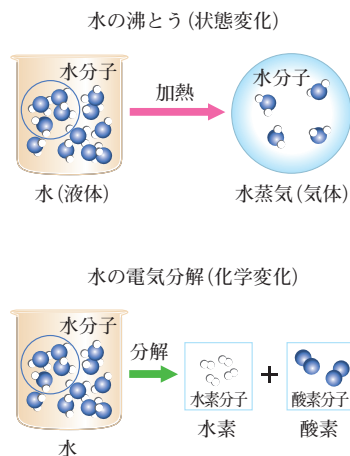 水の沸とう(状態変化)
水分子
加熱
水分子
水(液体)
水蒸気(気体)
水の電気分解(化学変化)
水分子
分解
水素分子
+
酸素分子
水
水素
酸素